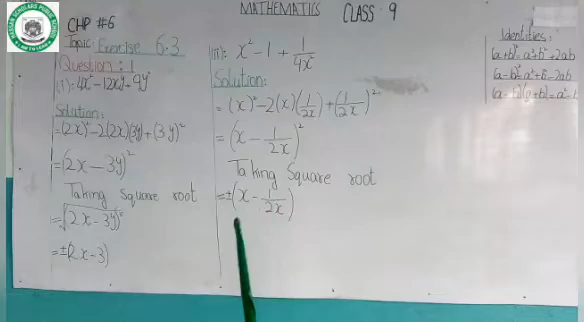 MATHEMATICS CLASS 9
CHP #6
Topic: Exercise 6.3
Question: 1
(i): 4x² - 12xy + 9y²
Solution:
= (2x)² - 2(2x)(3y) + (3y)²
= (2x - 3y)²
Taking Square root
= √(2x - 3y)²
= ±(2x - 3)
(ii): x² - 1 + 1/4x²
Solution:
= (x)² - 2(x)(1/2x) + (1/2x)²
= (x - 1/2x)²
Taking Square root
= ±(x - 1/2x)
Identities:
(a+b)² = a² + b² + 2ab
(a-b)² = a² + b² - 2ab
(a-b)(a+b) = a² - b